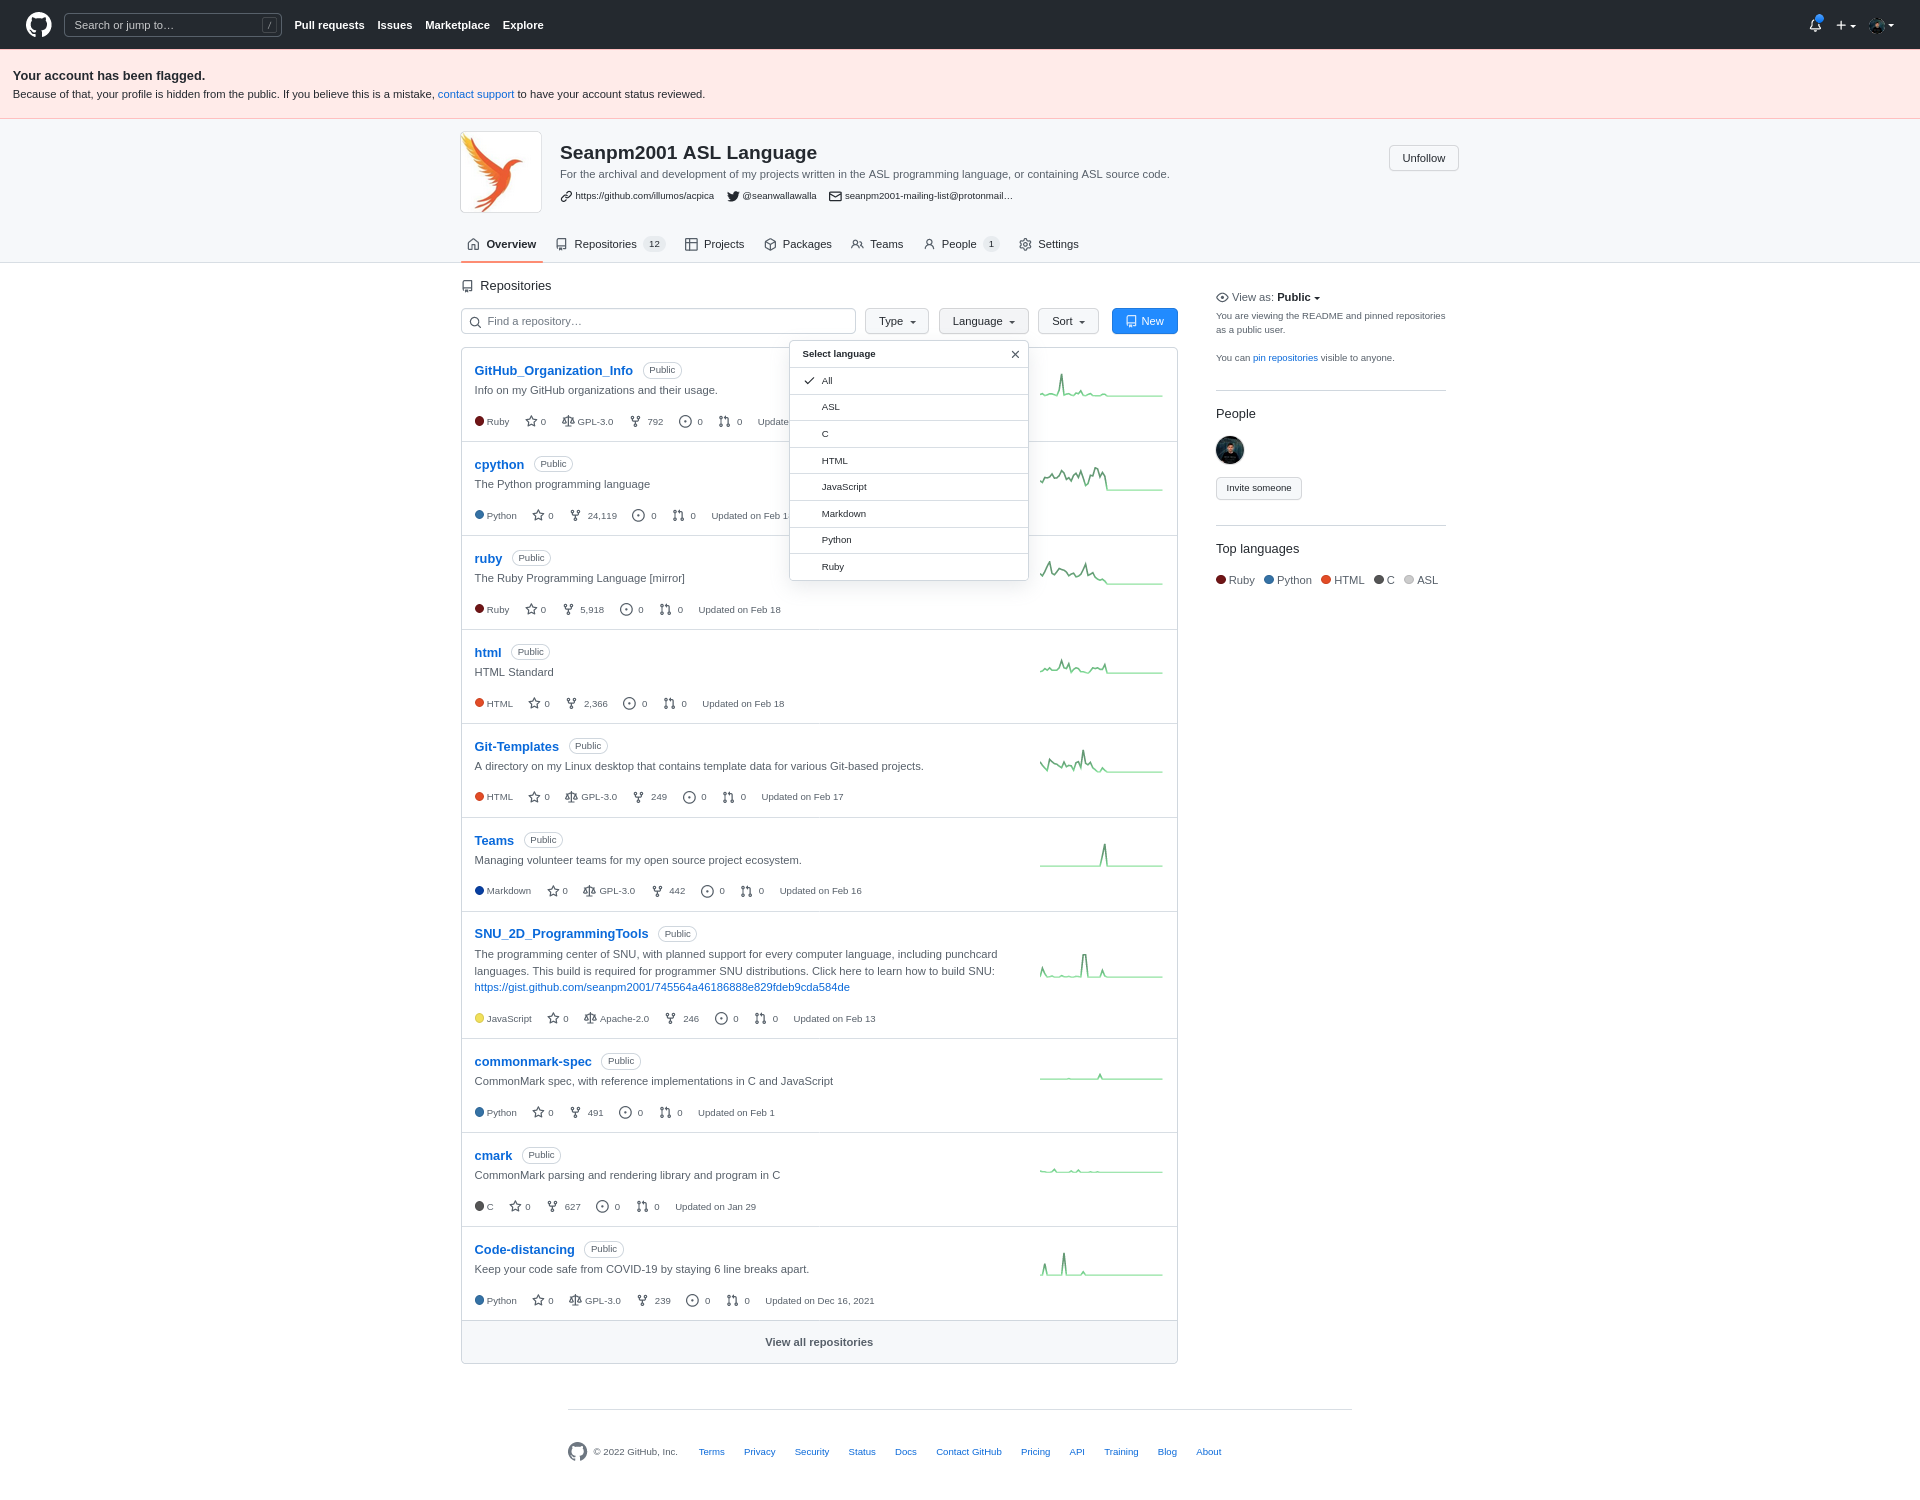 Search or jump to…
/
Pull requests Issues Marketplace Explore
Your account has been flagged.
Because of that, your profile is hidden from the public. If you believe this is a mistake, contact support to have your account status reviewed.
Seanpm2001 ASL Language
Unfollow
For the archival and development of my projects written in the ASL programming language, or containing ASL source code.
https://github.com/illumos/acpica @seanwallawalla seanpm2001-mailing-list@protonmail…
Overview Repositories 12 Projects Packages Teams People 1 Settings
Repositories
Find a repository…
Type Language Sort New
Select language
All
ASL
C
HTML
JavaScript
Markdown
Python
Ruby
GitHub_Organization_Info Public
Info on my GitHub organizations and their usage.
Ruby 0 GPL-3.0 792 0 0 Update
cpython Public
The Python programming language
Python 0 24,119 0 0 Updated on Feb
ruby Public
The Ruby Programming Language [mirror]
Ruby 0 5,918 0 0 Updated on Feb 18
html Public
HTML Standard
HTML 0 2,366 0 0 Updated on Feb 18
Git-Templates Public
A directory on my Linux desktop that contains template data for various Git-based projects.
HTML 0 GPL-3.0 249 0 0 Updated on Feb 17
Teams Public
Managing volunteer teams for my open source project ecosystem.
Markdown 0 GPL-3.0 442 0 0 Updated on Feb 16
SNU_2D_ProgrammingTools Public
The programming center of SNU, with planned support for every computer language, including punchcard
languages. This build is required for programmer SNU distributions. Click here to learn how to build SNU:
https://gist.github.com/seanpm2001/745564a46186888e829fdeb9cda584de
JavaScript 0 Apache-2.0 246 0 0 Updated on Feb 13
commonmark-spec Public
CommonMark spec, with reference implementations in C and JavaScript
Python 0 491 0 0 Updated on Feb 1
cmark Public
CommonMark parsing and rendering library and program in C
C 0 627 0 0 Updated on Jan 29
Code-distancing Public
Keep your code safe from COVID-19 by staying 6 line breaks apart.
Python 0 GPL-3.0 239 0 0 Updated on Dec 16, 2021
View all repositories
View as: Public
You are viewing the README and pinned repositories
as a public user.
You can pin repositories visible to anyone.
People
Invite someone
Top languages
Ruby Python HTML C ASL
© 2022 GitHub, Inc. Terms Privacy Security Status Docs Contact GitHub Pricing API Training Blog About